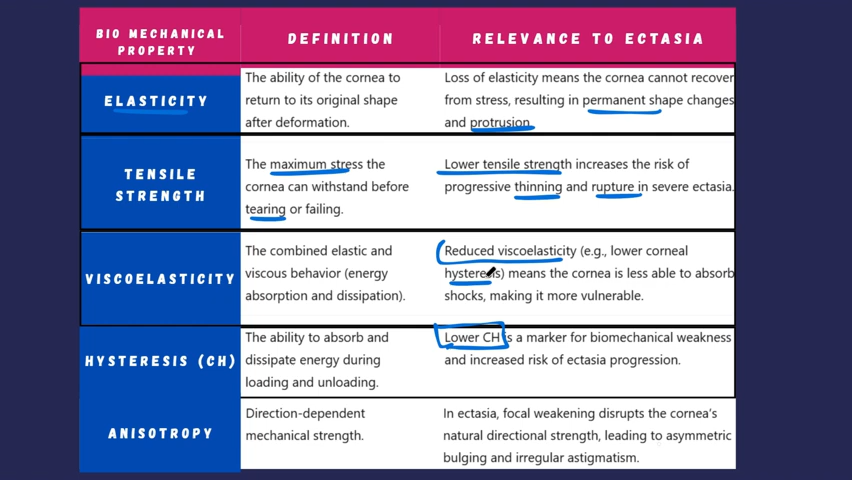 BIO MECHANICAL PROPERTY
DEFINITION
RELEVANCE TO ECTASIA
ELASTICITY
The ability of the cornea to
return to its original shape
after deformation.
Loss of elasticity means the cornea cannot recover
from stress, resulting in permanent shape changes
and protrusion.
TENSILE
STRENGTH
The maximum stress the
cornea can withstand before
tearing or failing.
Lower tensile strength increases the risk of
progressive thinning and rupture in severe ectasia.
VISCOELASTICITY
The combined elastic and
viscous behavior (energy
absorption and dissipation).
Reduced viscoelasticity (e.g., lower corneal
hysteresis) means the cornea is less able to absorb
shocks, making it more vulnerable.
HYSTERESIS (CH)
The ability to absorb and
dissipate energy during
loading and unloading.
Lower CH is a marker for biomechanical weakness
and increased risk of ectasia progression.
ANISOTROPY
Direction-dependent
mechanical strength.
In ectasia, focal weakening disrupts the cornea's
natural directional strength, leading to asymmetric
bulging and irregular astigmatism.